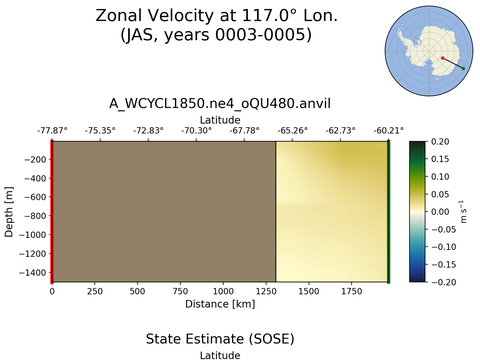 Zonal Velocity at 117.0° Lon.
(JAS, years 0003-0005)
A_WCYCL1850.ne4_oQU480.anvil
Latitude
-77.87° -75.35° -72.83° -70.30° -67.78° -65.26° -62.73° -60.21°
−200
−400
−600
−800
−1000
−1200
−1400
Depth [m]
0 250 500 750 1000 1250 1500 1750
Distance [km]
0.20
0.15
0.10
0.05
0.00
−0.05
−0.10
−0.15
−0.20
m s⁻¹
State Estimate (SOSE)
Latitude